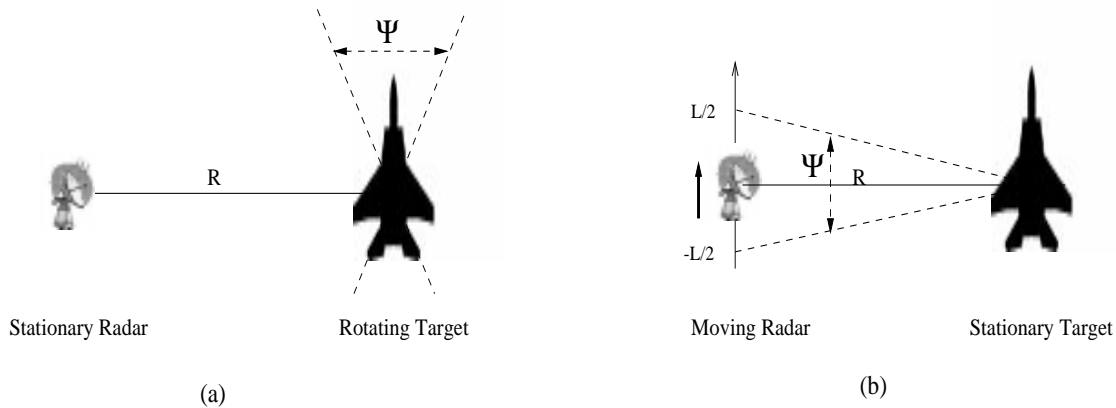 Ψ
R
Stationary Radar
Rotating Target
(a)
L/2
Ψ
R
-L/2
Moving Radar
Stationary Target
(b)